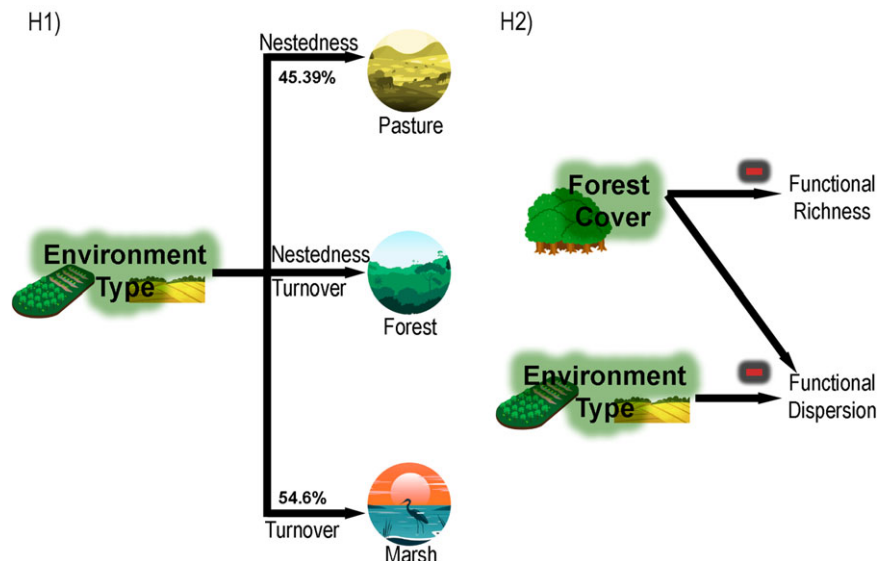 H1)
Nestedness
45.39%
Pasture
Environment
Type
Nestedness
Turnover
Forest
54.6%
Turnover
Marsh
H2)
Forest
Cover
Functional
Richness
Environment
Type
Functional
Dispersion